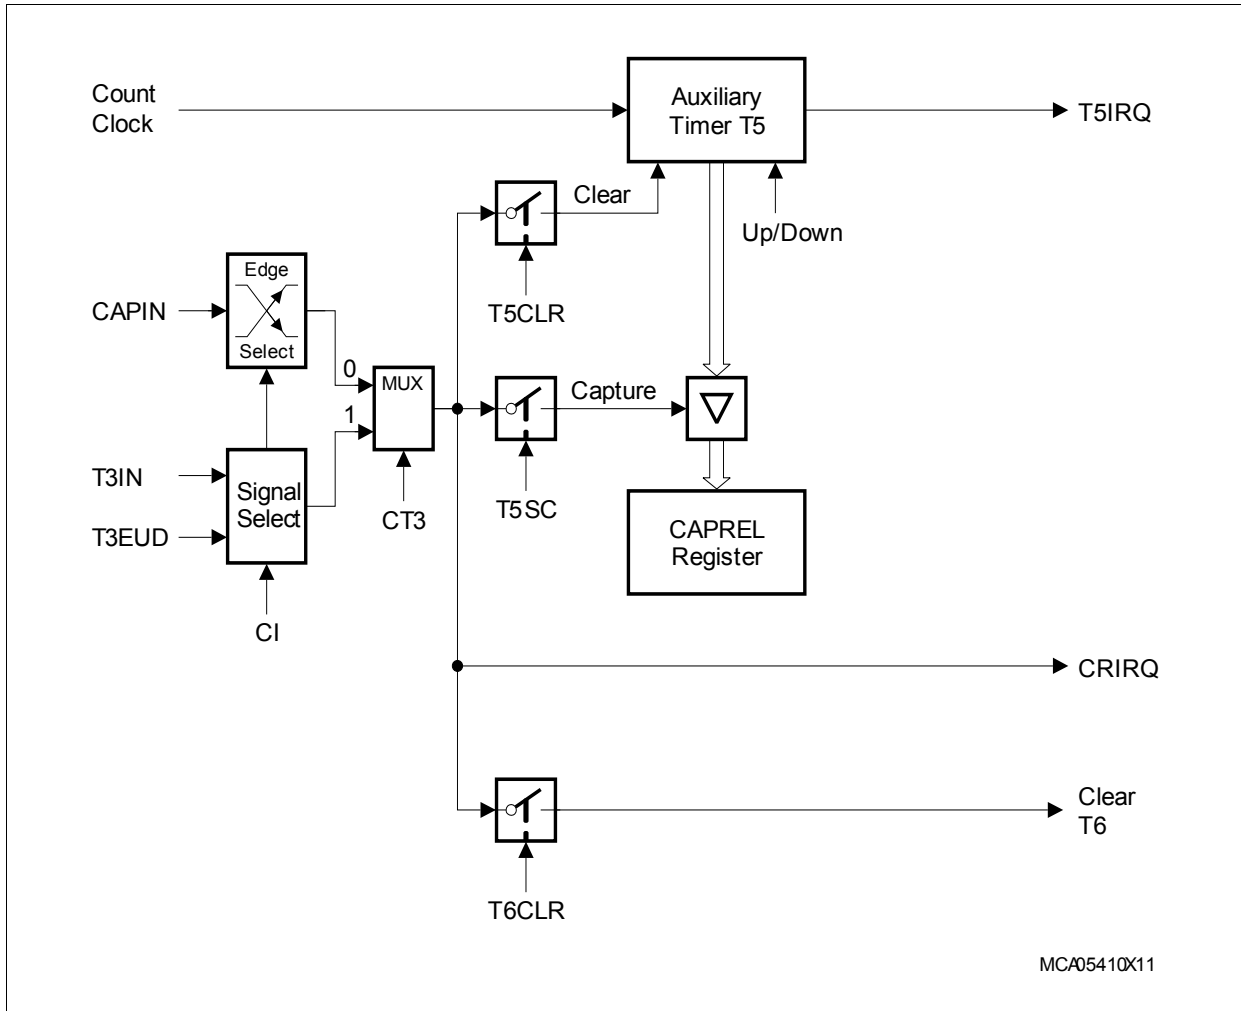 Count
Clock
Auxiliary
Timer T5
T5IRQ
Clear
Up/Down
T5CLR
CAPIN
Edge
Select
0
MUX
1
Capture
T3IN
T3EUD
Signal
Select
CT3
T5SC
CAPREL
Register
CI
CRIRQ
Clear
T6
T6CLR
MCA05410X11